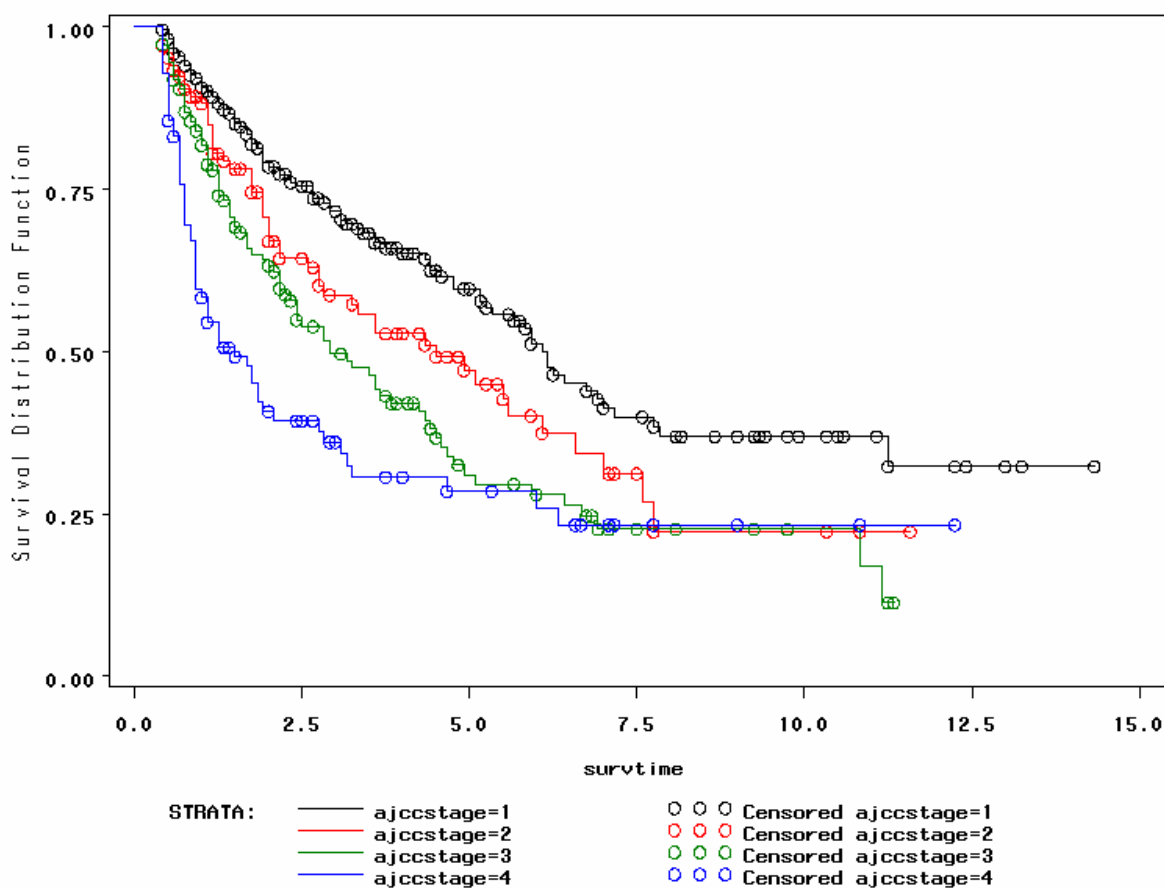 Survival Distribution Function
1.00
0.75
0.50
0.25
0.00
0.0 2.5 5.0 7.5 10.0 12.5 15.0
survtime
STRATA: ajccstage=1 Censored ajccstage=1
ajccstage=2 Censored ajccstage=2
ajccstage=3 Censored ajccstage=3
ajccstage=4 Censored ajccstage=4